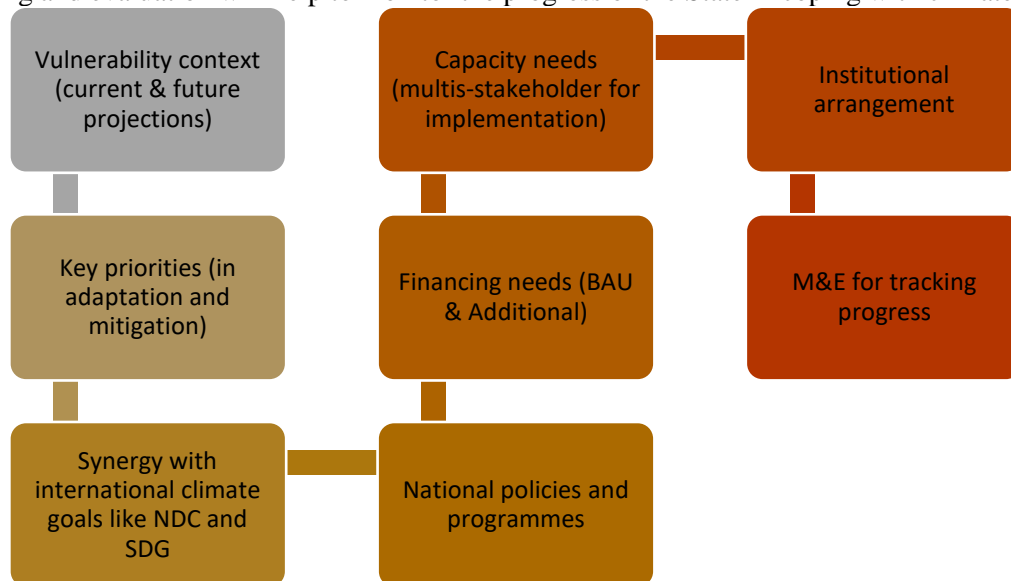 Vulnerability context
(current & future
projections)
Key priorities (in
adaptation and
mitigation)
Synergy with
international climate
goals like NDC and
SDG
National policies and
programmes
Financing needs (BAU
& Additional)
Capacity needs
(multis-stakeholder for
implementation)
Institutional
arrangement
M&E for tracking
progress